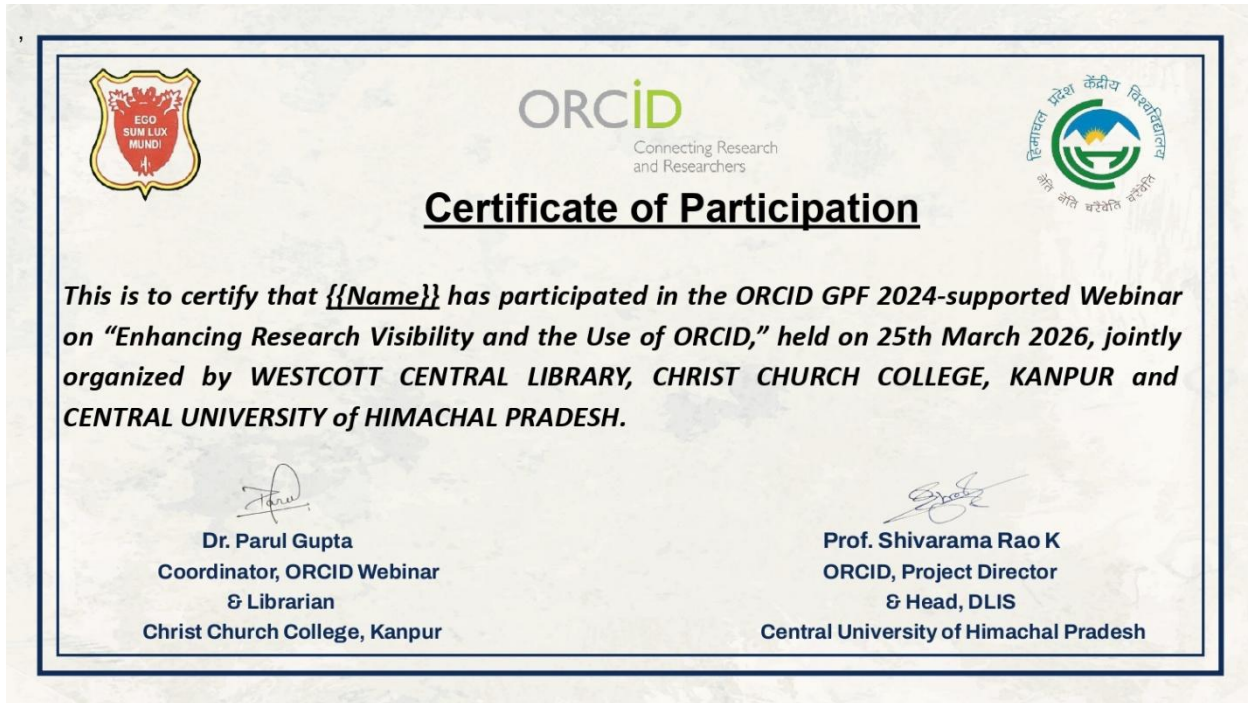 ,
EGO
SUM LUX
MUNDI
ORCiD
Connecting Research
and Researchers
हिमाचल प्रदेश केंद्रीय विश्वविद्यालय
नेति नेति चरैवेति चरैवेति
Certificate of Participation
This is to certify that {{Name}} has participated in the ORCID GPF 2024-supported Webinar
on “Enhancing Research Visibility and the Use of ORCID,” held on 25th March 2026, jointly
organized by WESTCOTT CENTRAL LIBRARY, CHRIST CHURCH COLLEGE, KANPUR and
CENTRAL UNIVERSITY of HIMACHAL PRADESH.
Parul
Dr. Parul Gupta
Coordinator, ORCID Webinar
& Librarian
Christ Church College, Kanpur
Prof. Shivarama Rao K
ORCID, Project Director
& Head, DLIS
Central University of Himachal Pradesh